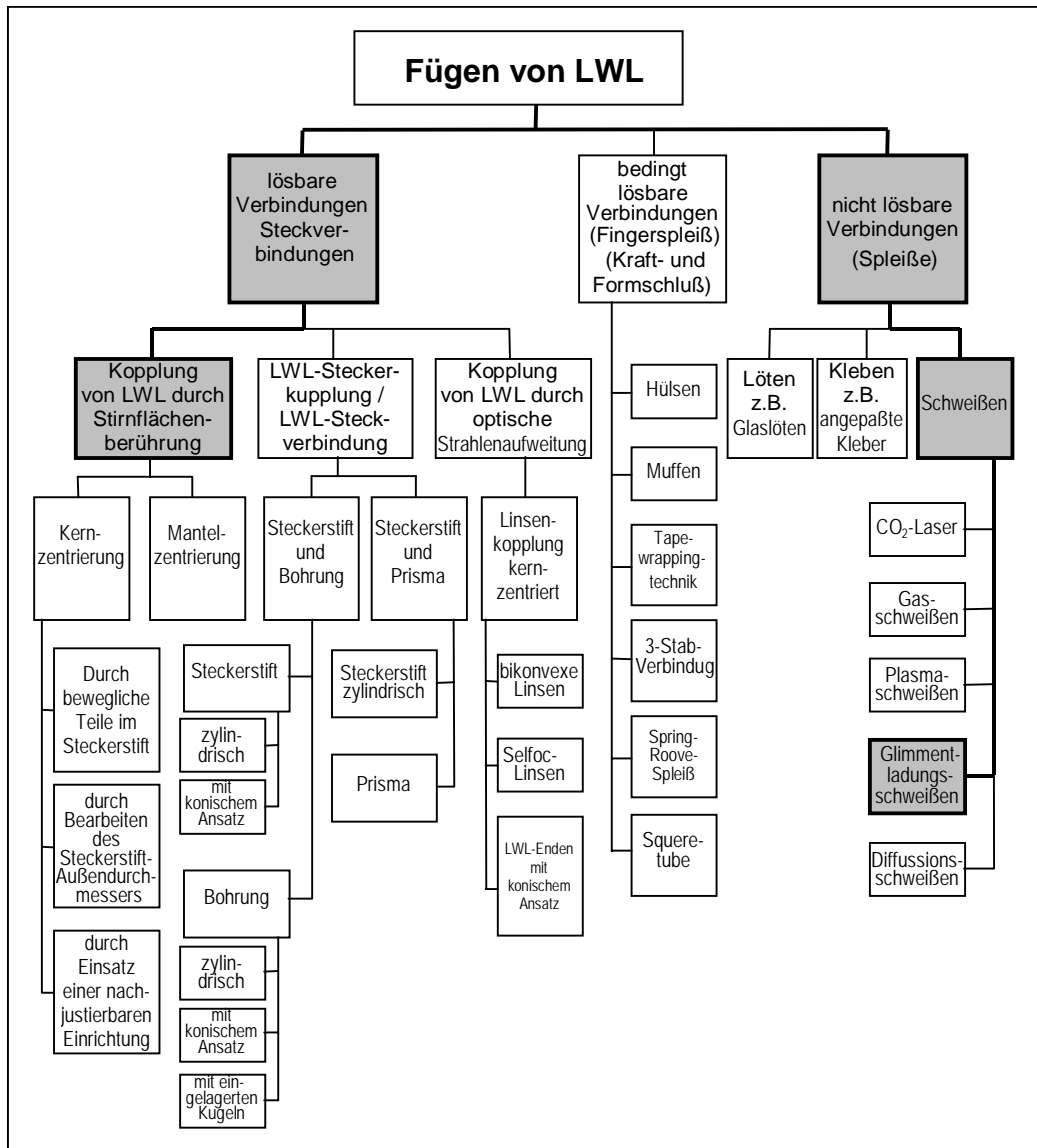 Fügen von LWL
lösbare
Verbindungen
Steckver-
bindungen
bedingt
lösbare
Verbindungen
(Fingerspleiß)
(Kraft- und
Formschluß)
nicht lösbare
Verbindungen
(Spleiße)
Kopplung
von LWL durch
Stirnflächen-
berührung
LWL-Stecker-
kupplung /
LWL-Steck-
verbindung
Kopplung
von LWL durch
optische
Strahlenaufweitung
Löten
z.B.
Glaslöten
Kleben
z.B.
angepaßte
Kleber
Schweißen
Kern-
zentrierung
Mantel-
zentrierung
Steckerstift
und
Bohrung
Steckerstift
und
Prisma
Linsen-
kopplung
kern-
zentriert
Durch
bewegliche
Teile im
Steckerstift
durch
Bearbeiten
des
Steckerstift-
Außendurch-
messers
durch
Einsatz
einer nach-
justierbaren
Einrichtung
Steckerstift
zylin-
drisch
mit
konischem
Ansatz
Bohrung
zylin-
drisch
mit
konischem
Ansatz
mit ein-
gelagerten
Kugeln
Steckerstift
zylindrisch
Prisma
bikonvexe
Linsen
Selfoc-
Linsen
LWL-Enden
mit
konischem
Ansatz
Hülsen
Muffen
Tape-
wrapping-
technik
3-Stab-
Verbindug
Spring-
Roove-
Spleiß
Squere-
tube
CO₂-Laser
Gas-
schweißen
Plasma-
schweißen
Glimment-
ladungs-
schweißen
Diffussions-
schweißen